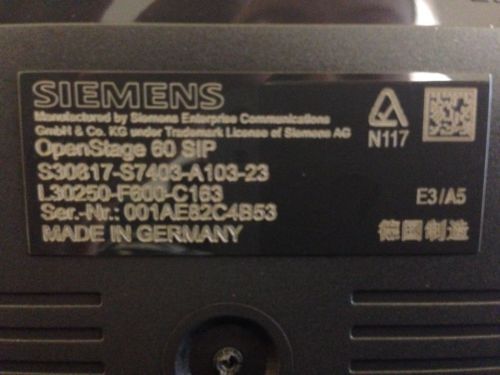 SIEMENS
Manufactured by Siemens Enterprise Communications
GmbH & Co. KG under Trademark License of Siemens AG
OpenStage 60 SIP
S30817-S7403-A103-23
L30250-F600-C163
Ser.-Nr.: 001AE82C4B53
MADE IN GERMANY
N117
E3/A5
德国制造